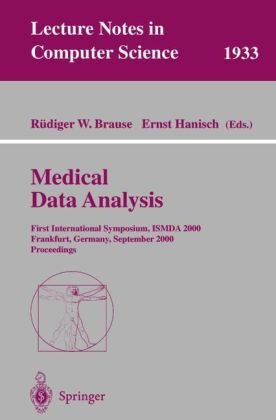 Lecture Notes in
Computer Science 1933
Rüdiger W. Brause Ernst Hanisch (Eds.)
Medical
Data Analysis
First International Symposium, ISMDA 2000
Frankfurt, Germany, September 2000
Proceedings
Springer